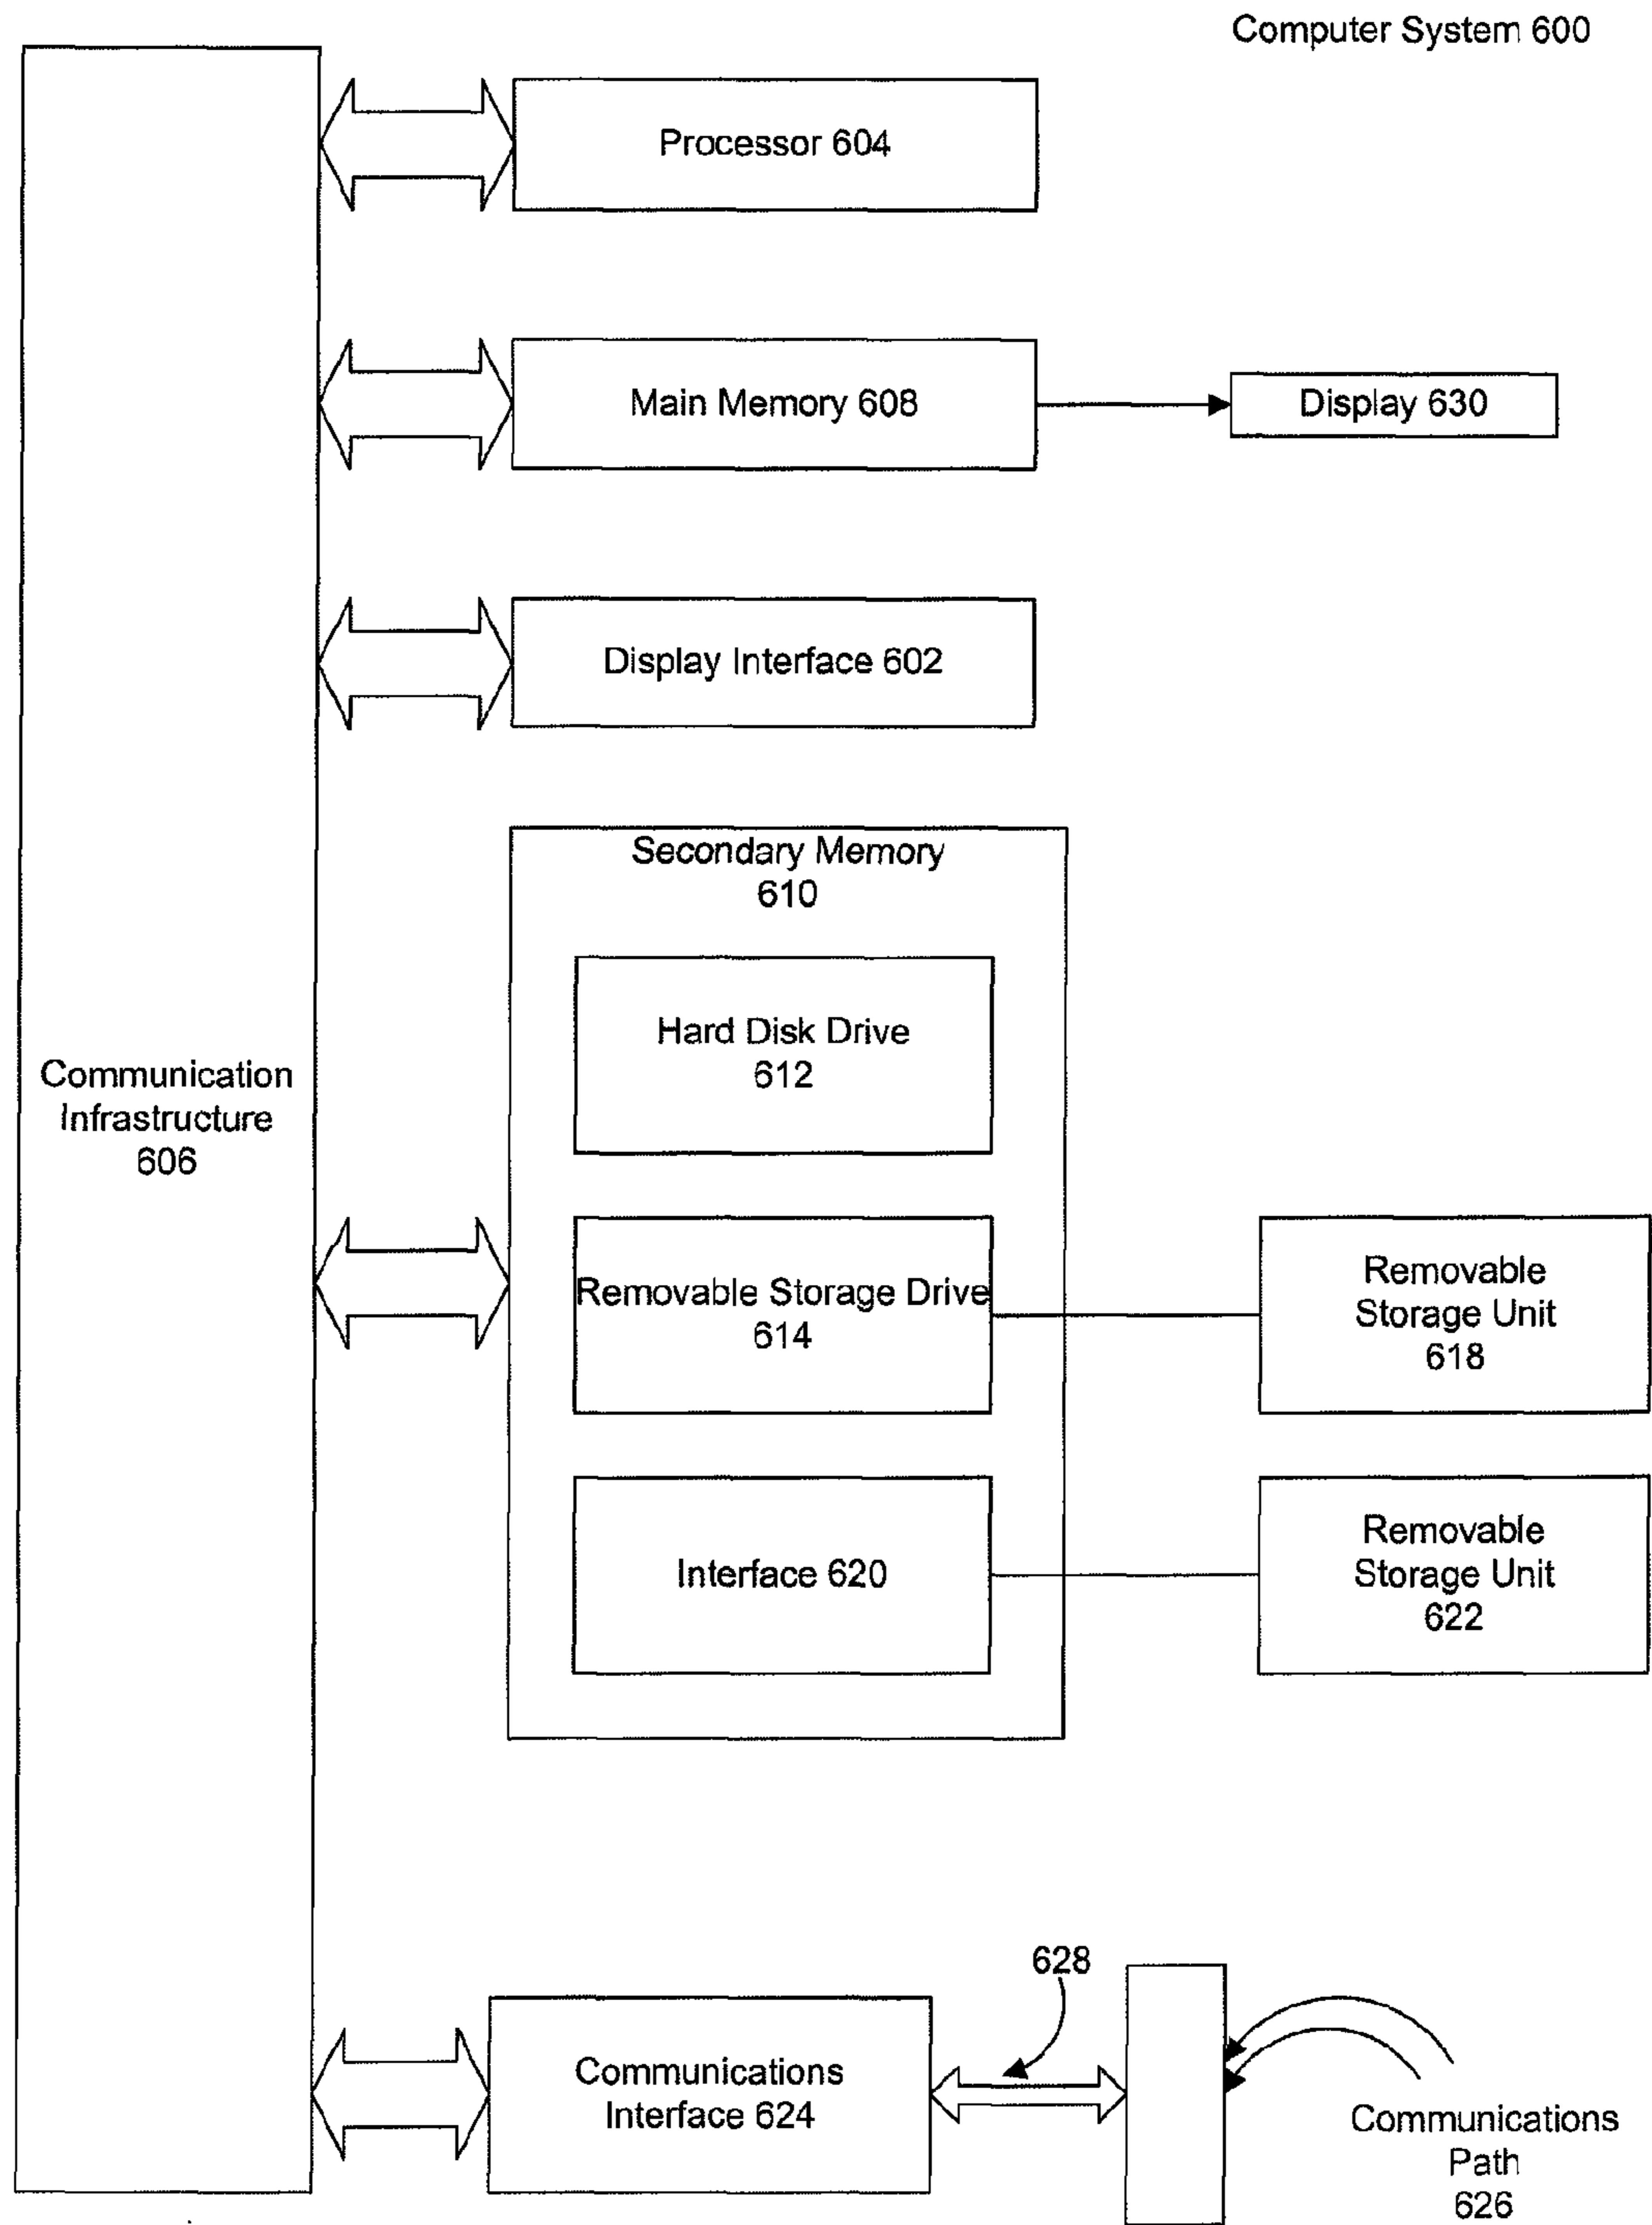 Computer System 600
Processor 604
Main Memory 608
Display 630
Display Interface 602
Secondary Memory
610
Hard Disk Drive
612
Communication
Infrastructure
606
Removable Storage Drive
614
Removable
Storage Unit
618
Interface 620
Removable
Storage Unit
622
628
Communications
Interface 624
Communications
Path
626